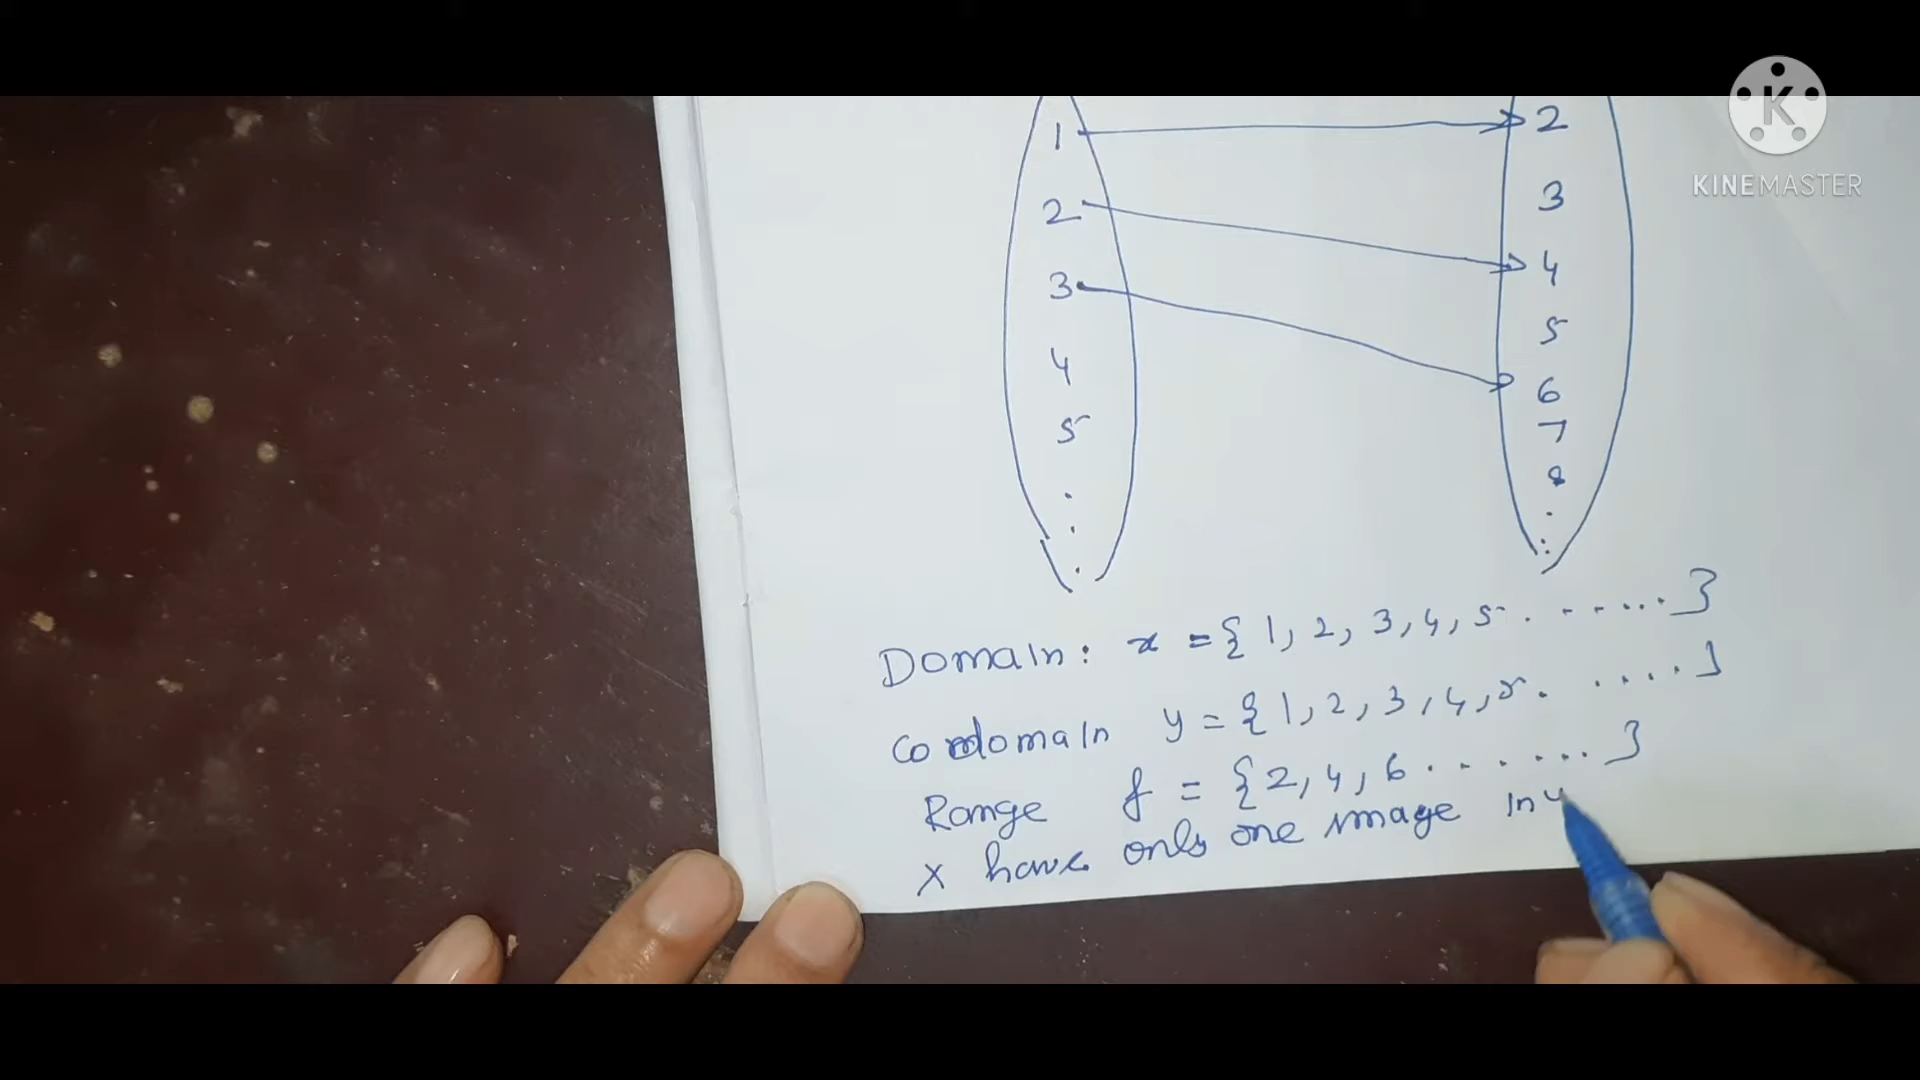 K
KINEMASTER
1 2
2 3
3 4
4 5
5 6
7
8
Domain: x = { 1, 2, 3, 4, 5 . ...... }
Codomain y = { 1, 2, 3, 4, 5 . ..... }
Range f = { 2, 4, 6 ........ }
X have only one image in y